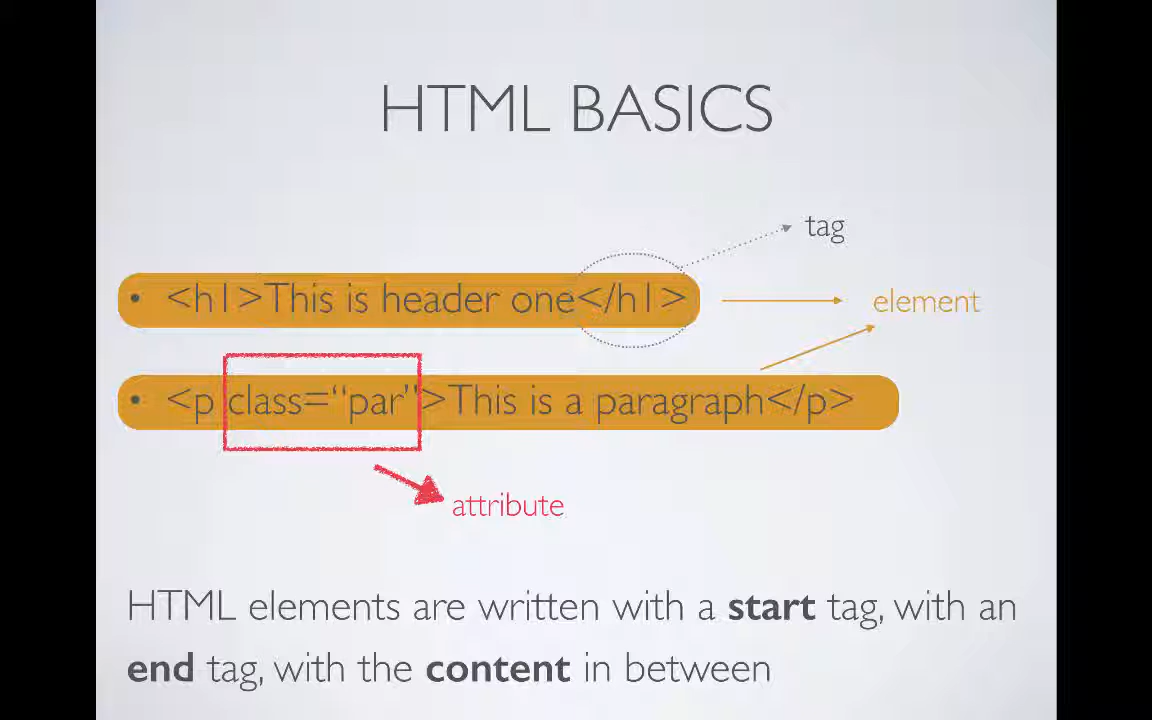 HTML BASICS
tag
• <h1>This is header one</h1>
element
• <p class=“par”>This is a paragraph</p>
attribute
HTML elements are written with a start tag, with an
end tag, with the content in between